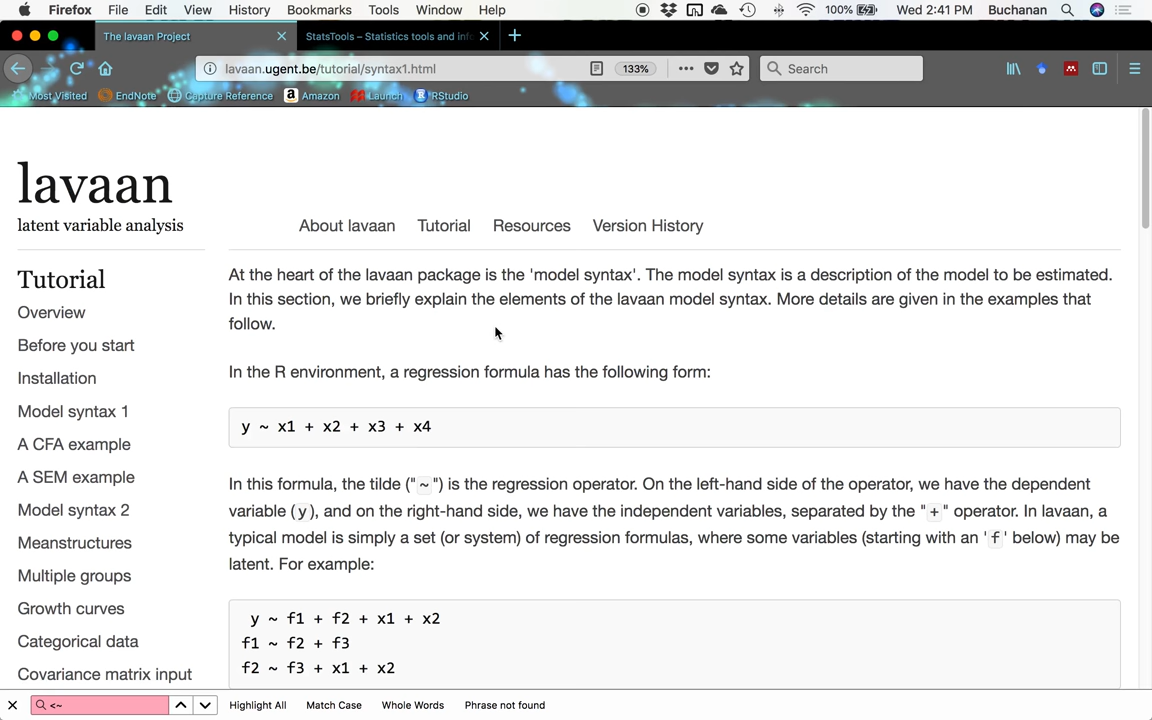 Firefox File Edit View History Bookmarks Tools Window Help 100% Wed 2:41 PM Buchanan
The lavaan Project StatsTools – Statistics tools and info
lavaan.ugent.be/tutorial/syntax1.html 133% Search
Most Visited EndNote Capture Reference Amazon Launch RStudio
lavaan
latent variable analysis
About lavaan Tutorial Resources Version History
Tutorial
Overview
Before you start
Installation
Model syntax 1
A CFA example
A SEM example
Model syntax 2
Meanstructures
Multiple groups
Growth curves
Categorical data
Covariance matrix input
At the heart of the lavaan package is the 'model syntax'. The model syntax is a description of the model to be estimated.
In this section, we briefly explain the elements of the lavaan model syntax. More details are given in the examples that
follow.
In the R environment, a regression formula has the following form:
y ~ x1 + x2 + x3 + x4
In this formula, the tilde ("~") is the regression operator. On the left-hand side of the operator, we have the dependent
variable (y), and on the right-hand side, we have the independent variables, separated by the "+" operator. In lavaan, a
typical model is simply a set (or system) of regression formulas, where some variables (starting with an 'f' below) may be
latent. For example:
y ~ f1 + f2 + x1 + x2
f1 ~ f2 + f3
f2 ~ f3 + x1 + x2
<~ Highlight All Match Case Whole Words Phrase not found